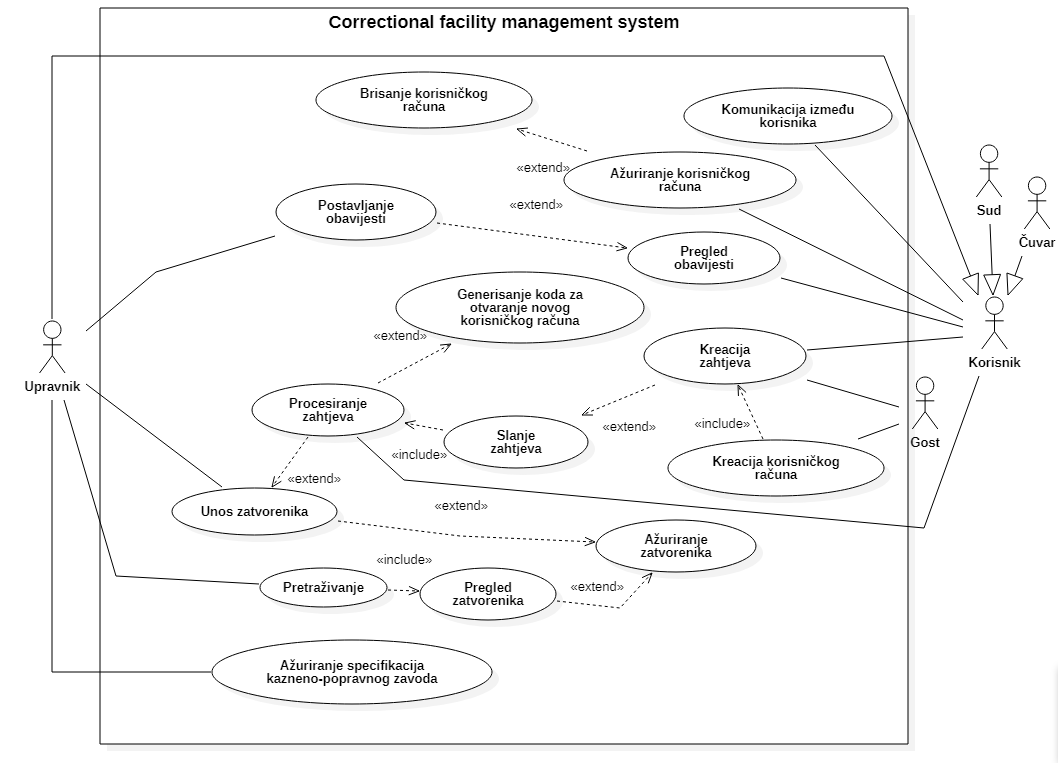 Correctional facility management system
Brisanje korisničkog
računa
Komunikacija između
korisnika
«extend»
Ažuriranje korisničkog
računa
Sud
Čuvar
Postavljanje
obavijesti
«extend»
Pregled
obavijesti
Generisanje koda za
otvaranje novog
korisničkog računa
«extend»
Kreacija
zahtjeva
Korisnik
Upravnik
Procesiranje
zahtjeva
Slanje
zahtjeva
«extend»
«include»
Gost
«include»
Kreacija korisničkog
računa
«extend»
Unos zatvorenika
«extend»
Ažuriranje
zatvorenika
«include»
Pretraživanje
Pregled
zatvorenika
«extend»
Ažuriranje specifikacija
kazneno-popravnog zavoda